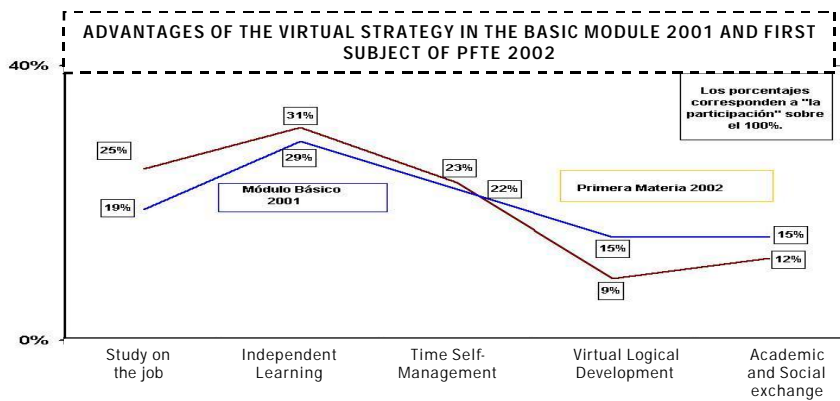 ADVANTAGES OF THE VIRTUAL STRATEGY IN THE BASIC MODULE 2001 AND FIRST
SUBJECT OF PFTE 2002
40%
Los porcentajes
corresponden a "la
participación" sobre
el 100%.
31%
25%
29%
23%
22%
19%
Módulo Básico
2001
Primera Materia 2002
15%
15%
12%
9%
0%
Study on
the job
Independent
Learning
Time Self-
Management
Virtual Logical
Development
Academic
and Social
exchange